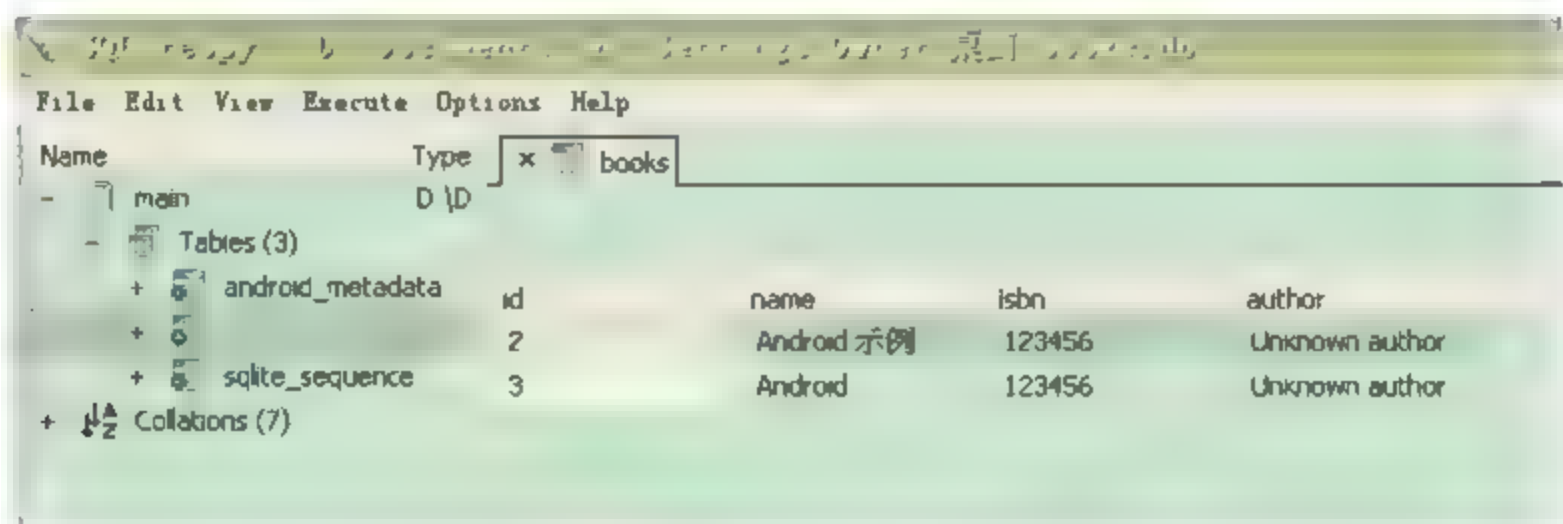 File Edit View Execute Options Help
Name Type × books
- main
- Tables (3)
+ android_metadata
id name isbn author
+
2 Android 示例 123456 Unknown author
+ sqlite_sequence
3 Android 123456 Unknown author
+ Collations (7)